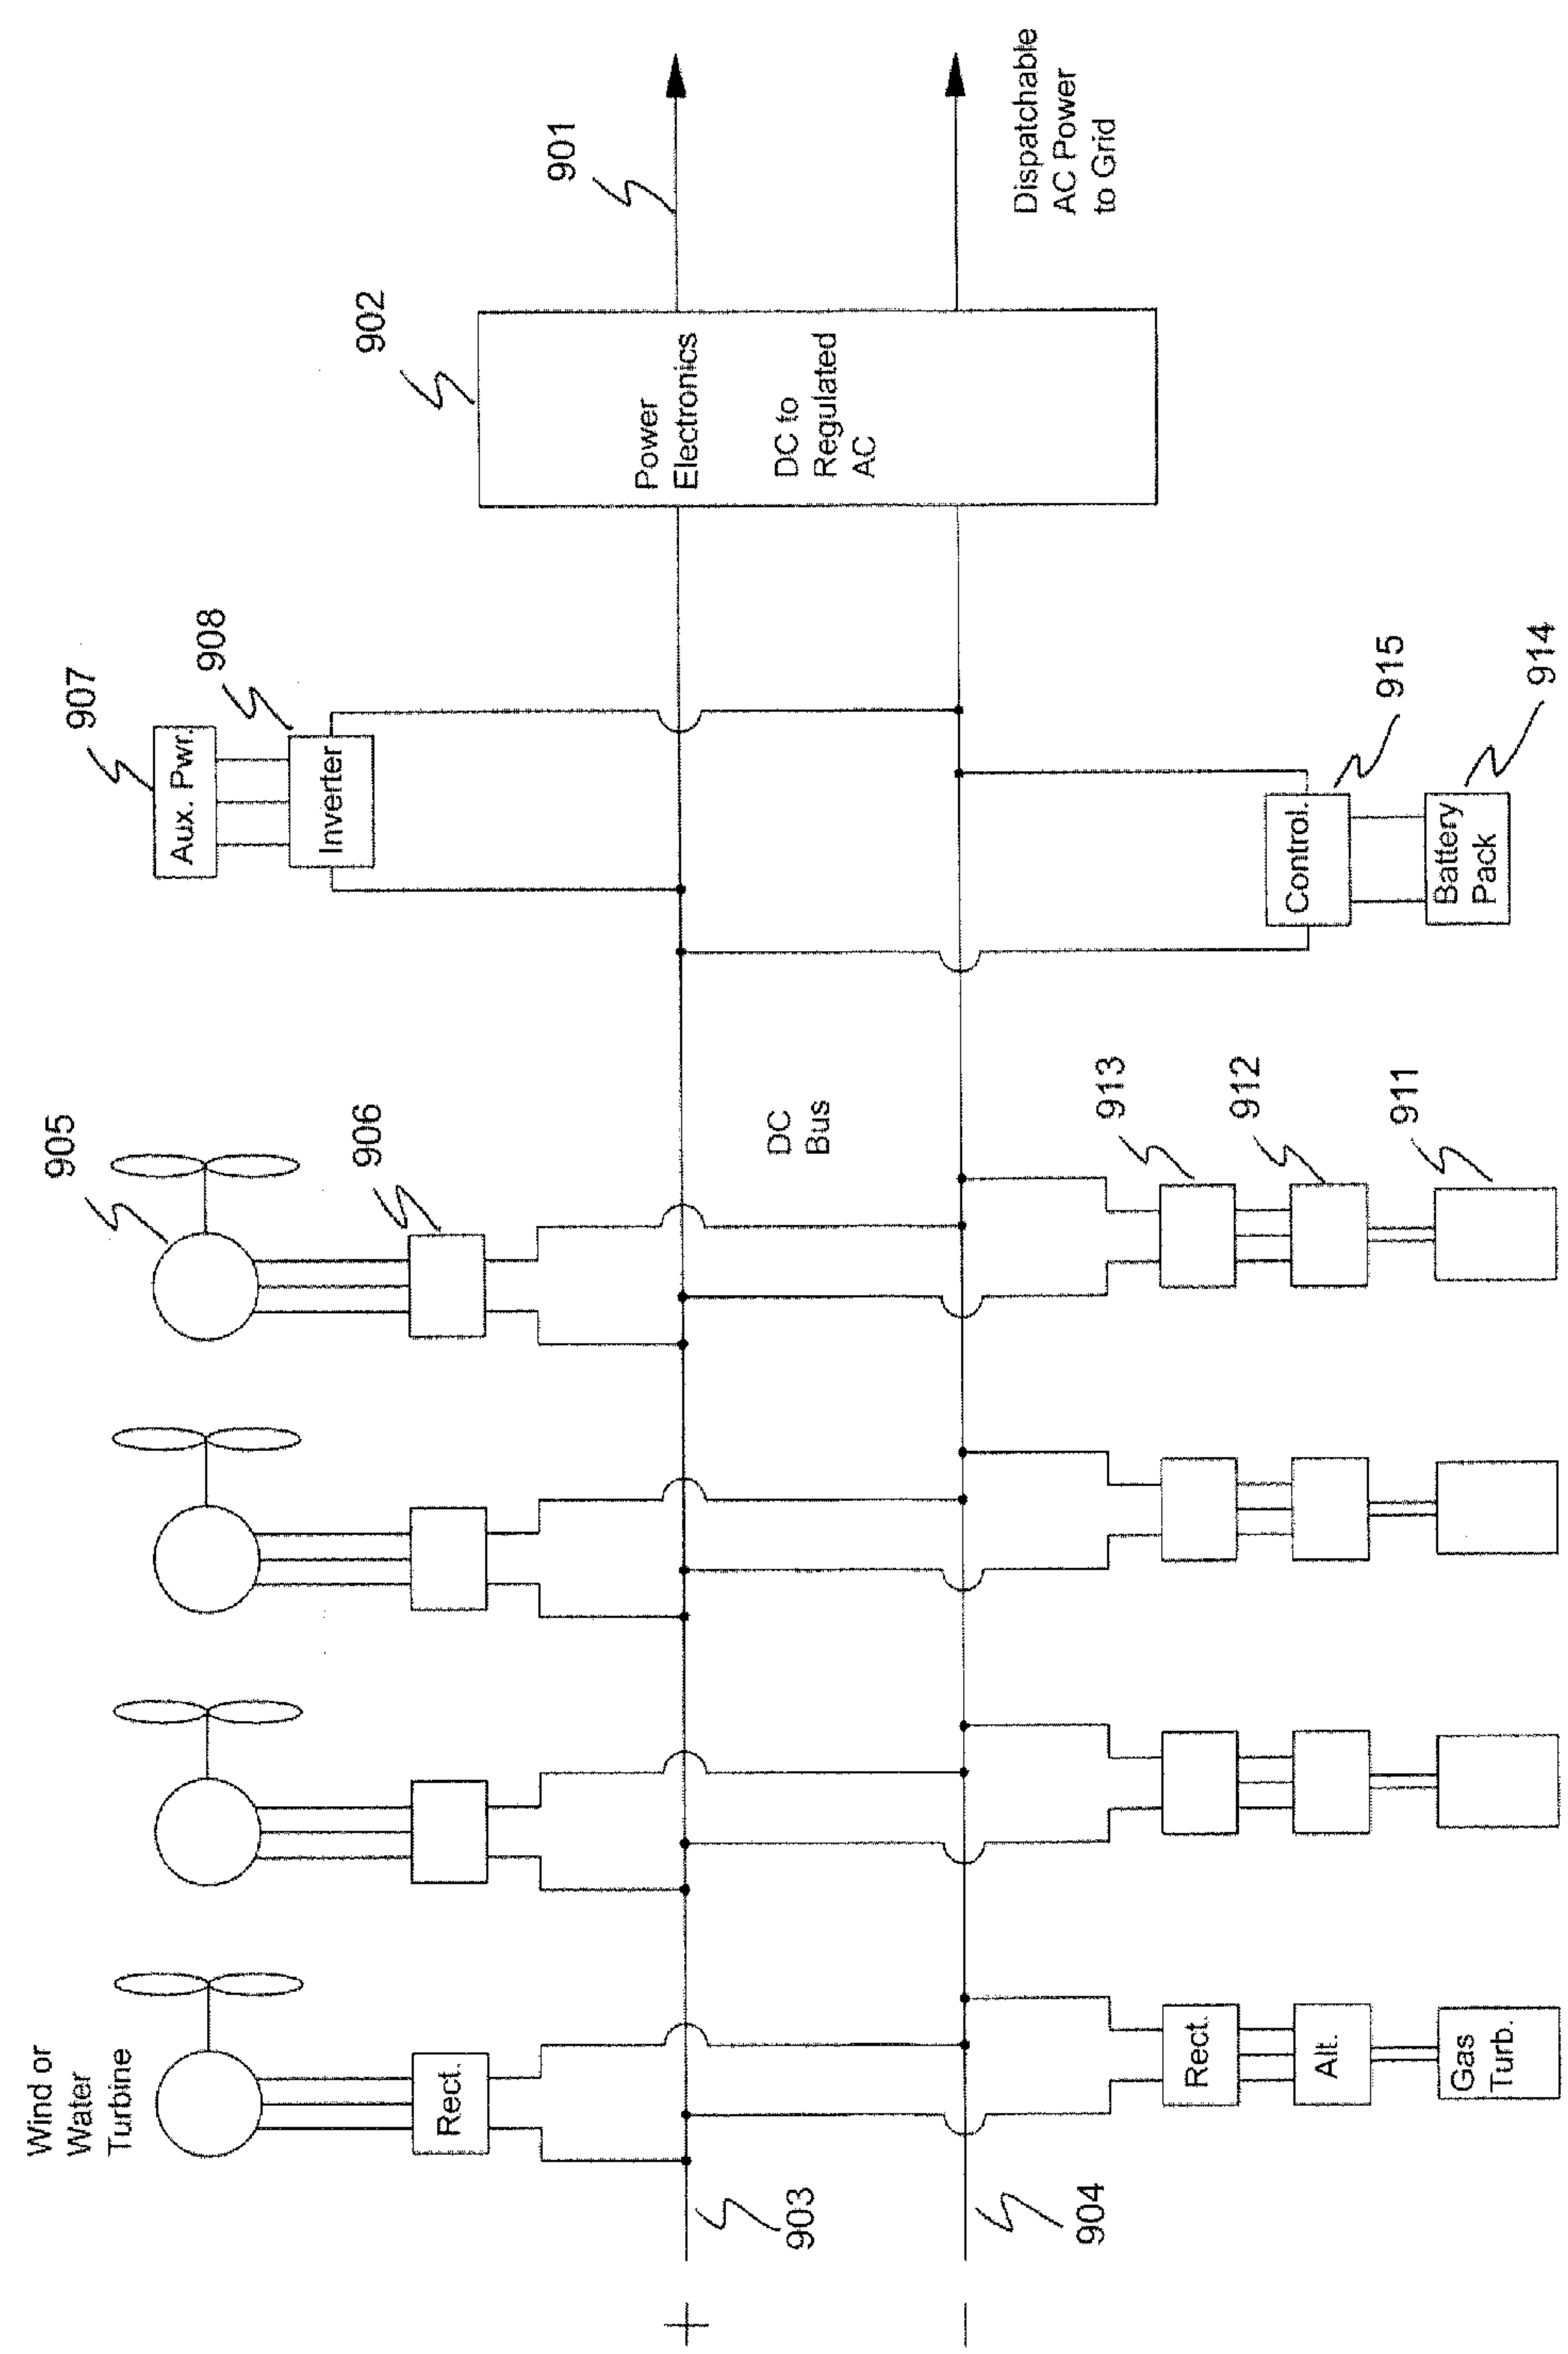 Wind or
Water
Turbine
905
907
Aux. Pwr.
908
Inverter
906
Rect.
902
Power
Electronics
DC to
Regulated
AC
901
Dispatchable
AC Power
to Grid
+
903
DC
Bus
−
904
Rect.
Alt.
Gas
Turb.
913
912
911
Control.
915
Battery
Pack
914